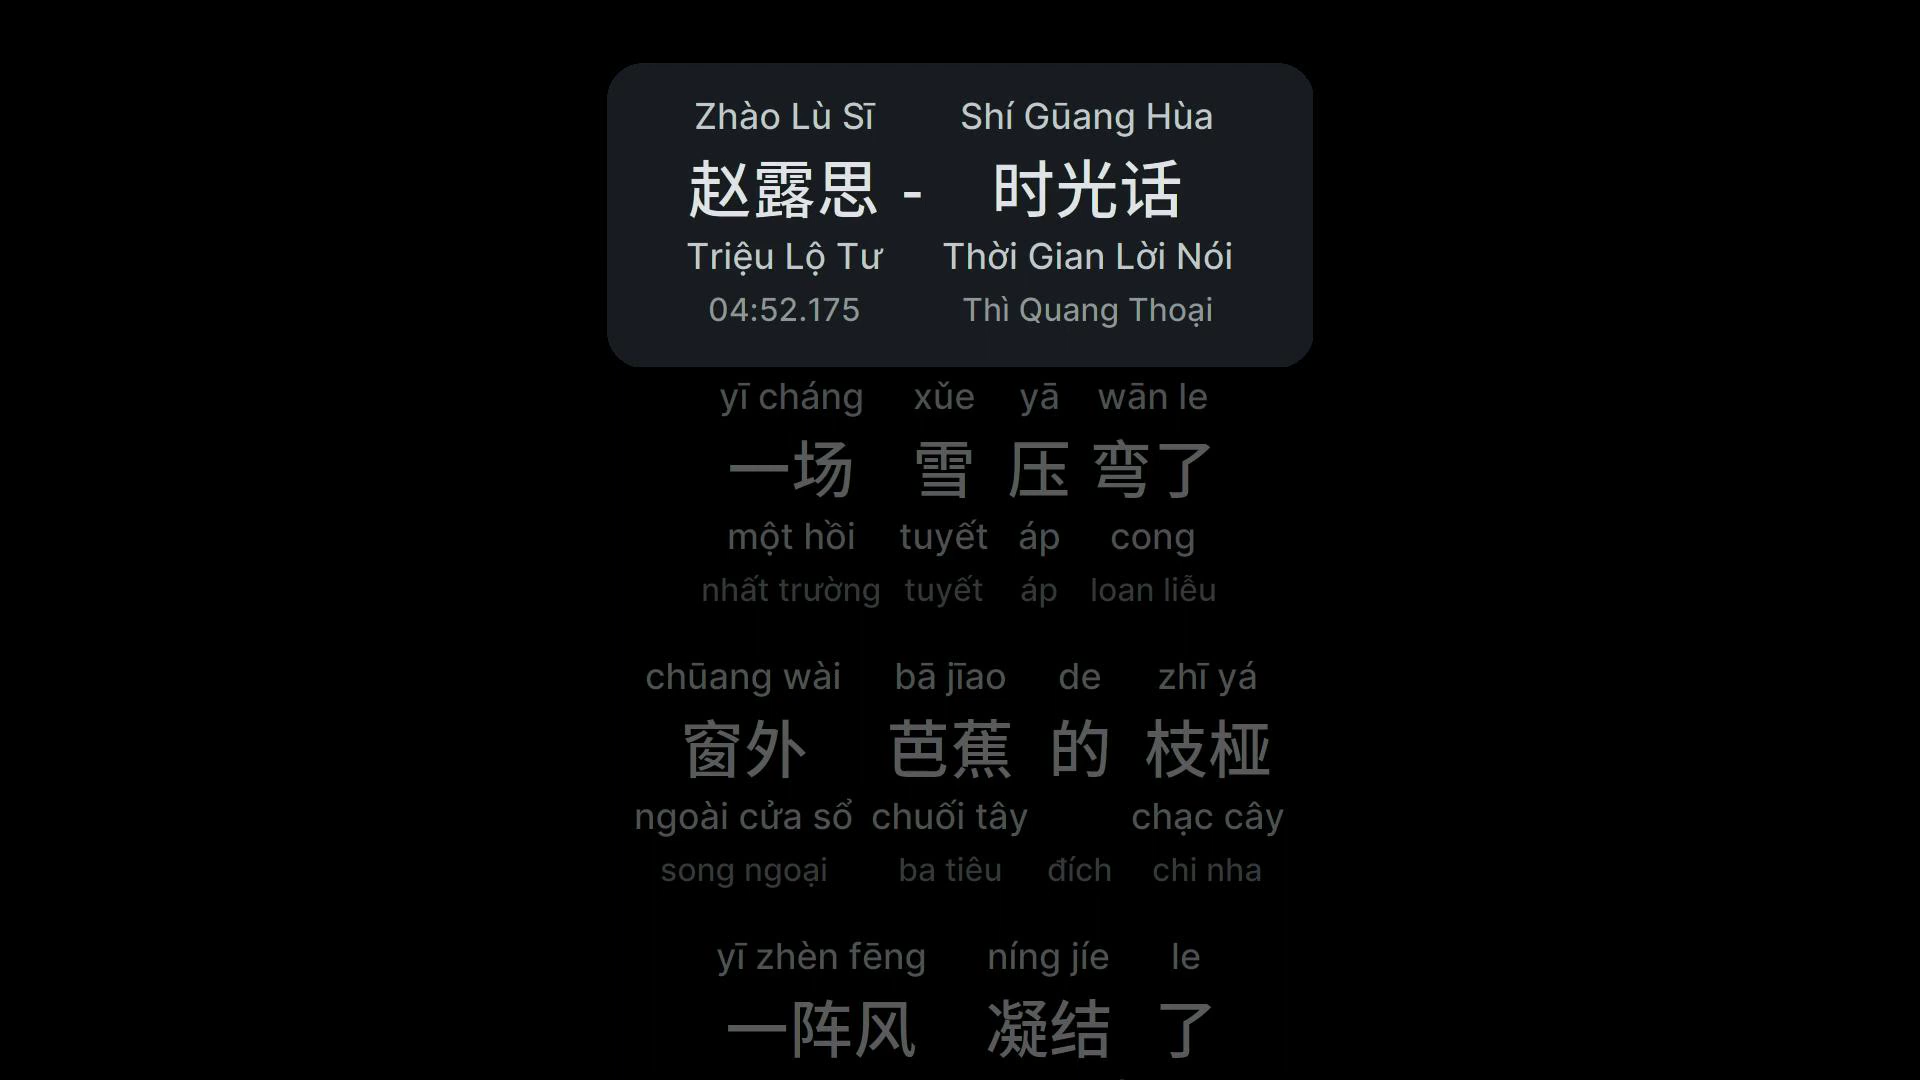 Zhào Lù Sī Shí Gūang Hùa
赵露思 - 时光话
Triệu Lộ Tư Thời Gian Lời Nói
04:52.175 Thì Quang Thoại
yī cháng xǔe yā wān le
一场 雪 压 弯了
một hồi tuyết áp cong
nhất trường tuyết áp loan liễu
chūang wài bā jīao de zhī yá
窗外 芭蕉 的 枝桠
ngoài cửa sổ chuối tây chạc cây
song ngoại ba tiêu đích chi nha
yī zhèn fēng níng jíe le
一阵风 凝结 了